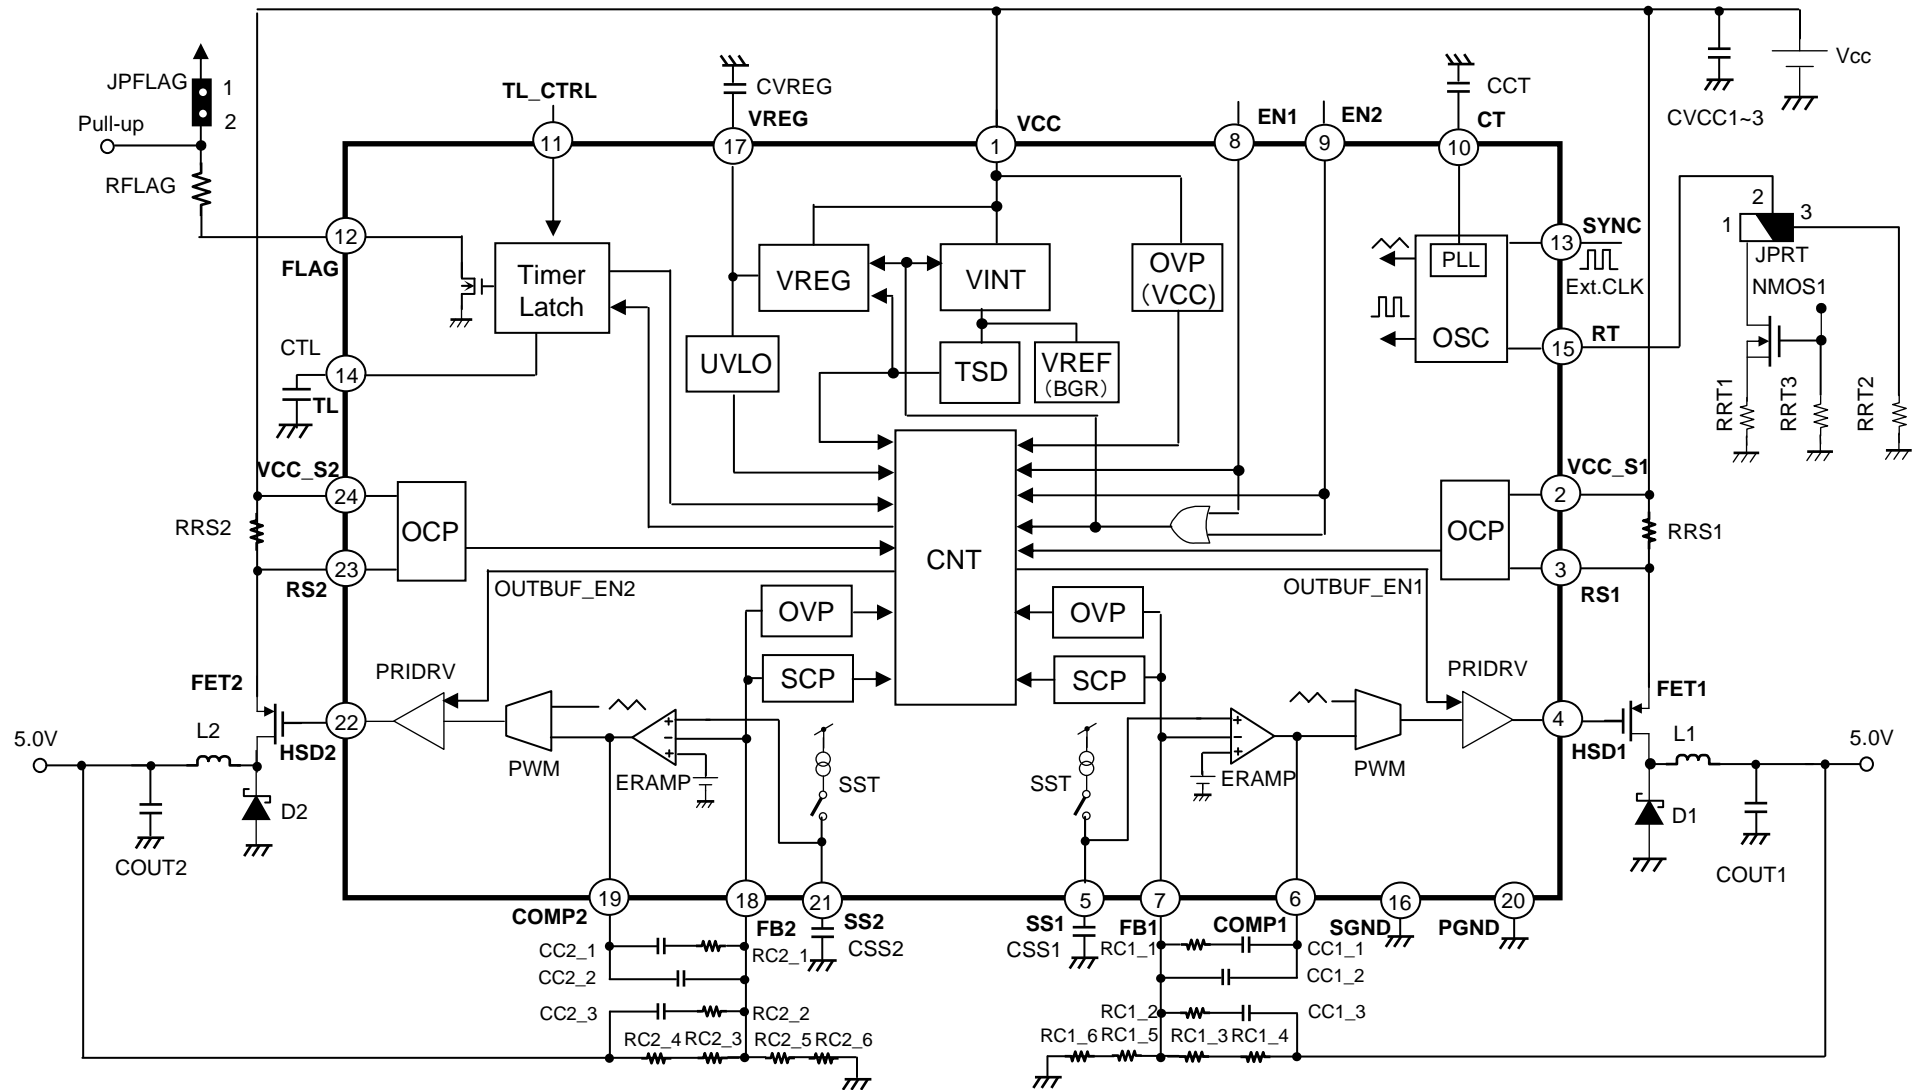 JPFLAG
1
2
Pull-up
RFLAG
TL_CTRL
11
CVREG
VREG
17
VCC
1
EN1
8
EN2
9
CCT
CT
10
CVCC1~3
Vcc
12
FLAG
Timer
Latch
VREG
VINT
OVP
（VCC)
PLL
OSC
SYNC
13
Ext.CLK
15
RT
1
2
3
JPRT
NMOS1
RRT1
RRT3
RRT2
CTL
14
TL
UVLO
TSD
VREF
（BGR）
VCC_S2
24
RRS2
OCP
23
RS2
CNT
OCP
2
VCC_S1
RRS1
3
RS1
OUTBUF_EN2
OUTBUF_EN1
OVP
OVP
SCP
SCP
PRIDRV
PRIDRV
FET2
FET1
22
HSD2
4
HSD1
L2
L1
5.0V
5.0V
PWM
ERAMP
SST
SST
ERAMP
PWM
D2
COUT2
D1
COUT1
19
COMP2
18
FB2
21
SS2
CSS2
5
SS1
CSS1
7
FB1
6
COMP1
16
SGND
20
PGND
CC2_1
RC2_1
CC2_2
CC2_3
RC2_2
RC2_4
RC2_3
RC2_5
RC2_6
RC1_1
CC1_1
CC1_2
RC1_2
CC1_3
RC1_6
RC1_5
RC1_3
RC1_4